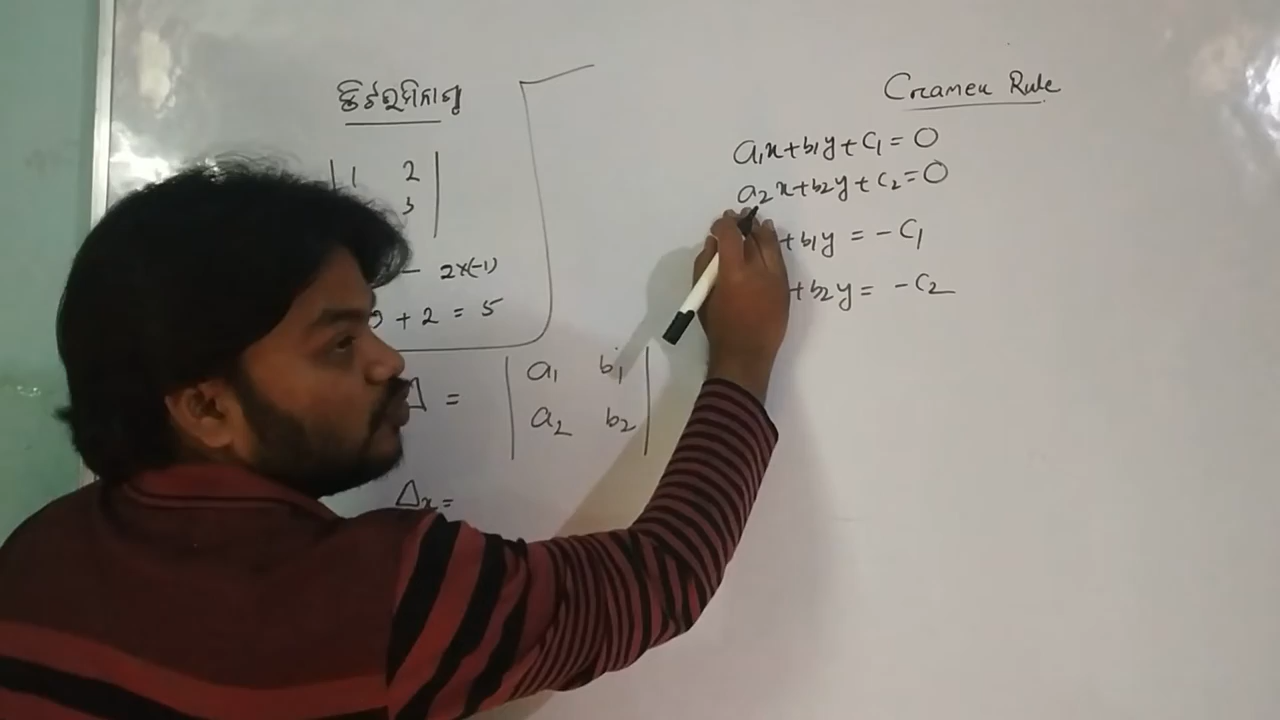 ଡିଟରମିନାଣ୍ଟ
| 1 2 |
3 |
– 2×(-1)
+ 2 = 5
Δ = | a₁ b₁ |
| a₂ b₂ |
Δx =
Cramer Rule
a₁x+b₁y+c₁=0
a₂x+b₂y+c₂=0
+b₁y = -c₁
+b₂y = -c₂